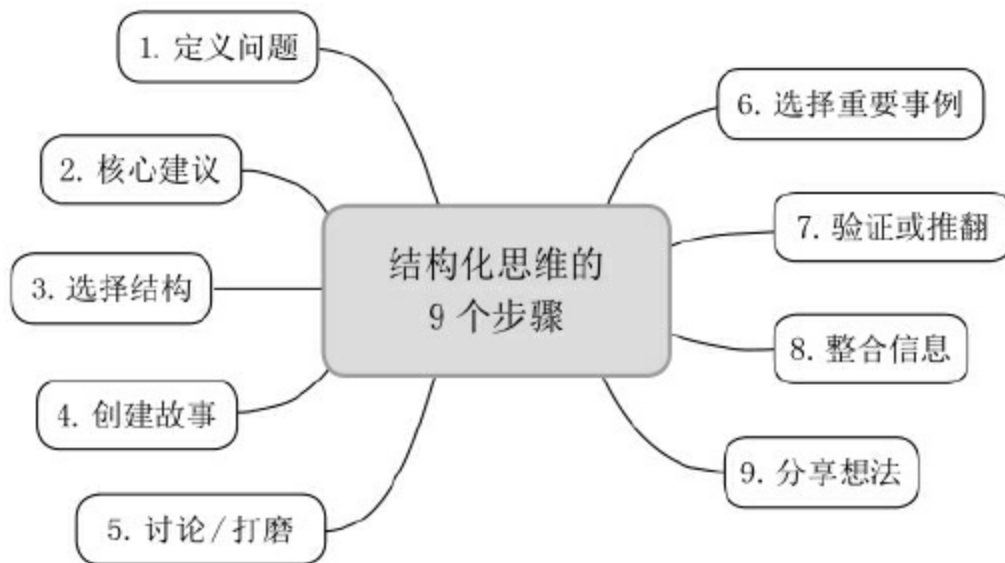 1. 定义问题
2. 核心建议
3. 选择结构
4. 创建故事
5. 讨论/打磨
结构化思维的
9 个步骤
6. 选择重要事例
7. 验证或推翻
8. 整合信息
9. 分享想法